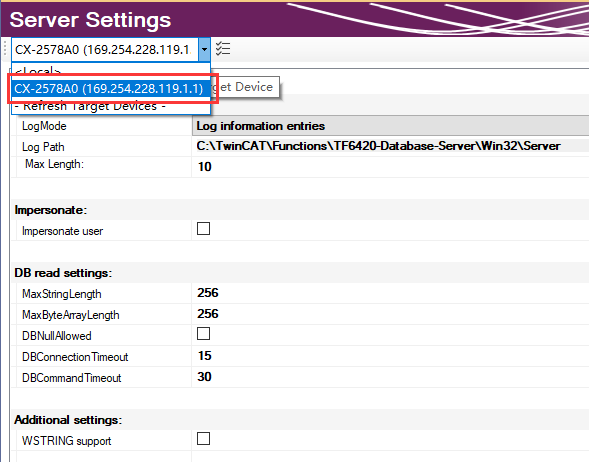 Server Settings
CX-2578A0 (169.254.228.119.1
<Local>
CX-2578A0 (169.254.228.119.1.1) get Device
- Refresh Target Devices -
LogMode Log information entries
Log Path C:\TwinCAT\Functions\TF6420-Database-Server\Win32\Server
Max Length: 10
Impersonate:
Impersonate user
DB read settings:
MaxStringLength 256
MaxByteArrayLength 256
DBNullAllowed
DBConnectionTimeout 15
DBCommandTimeout 30
Additional settings:
WSTRING support